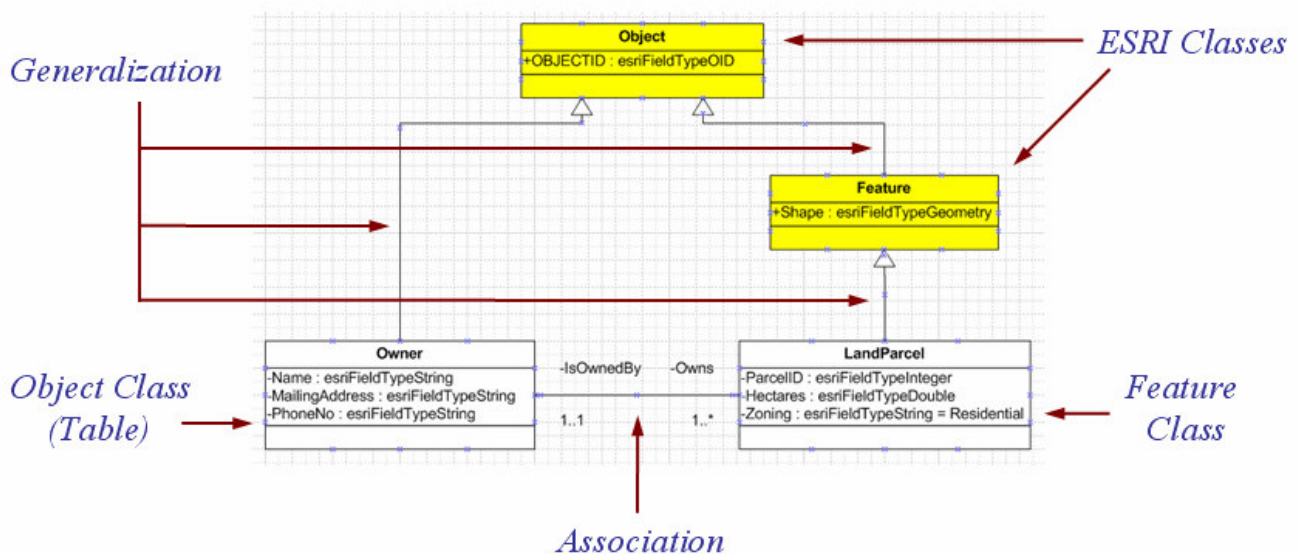 Object
+OBJECTID : esriFieldTypeOID
ESRI Classes
Generalization
Feature
+Shape : esriFieldTypeGeometry
Owner
-Name : esriFieldTypeString
-MailingAddress : esriFieldTypeString
-PhoneNo : esriFieldTypeString
-IsOwnedBy
-Owns
1..1
1..*
LandParcel
-ParcelID : esriFieldTypeInteger
-Hectares : esriFieldTypeDouble
-Zoning : esriFieldTypeString = Residential
Object Class
(Table)
Feature
Class
Association